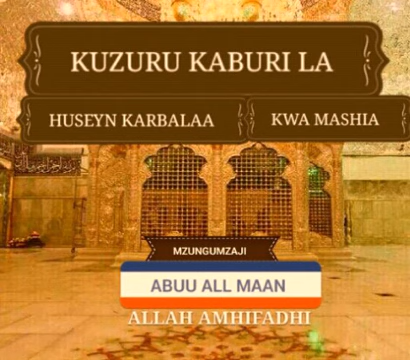 KUZURU KABURI LA
HUSEYN KARBALAA
KWA MASHIA
MZUNGUMZAJI
ABUU ALL MAAN
ALLAH AMHIFADHI